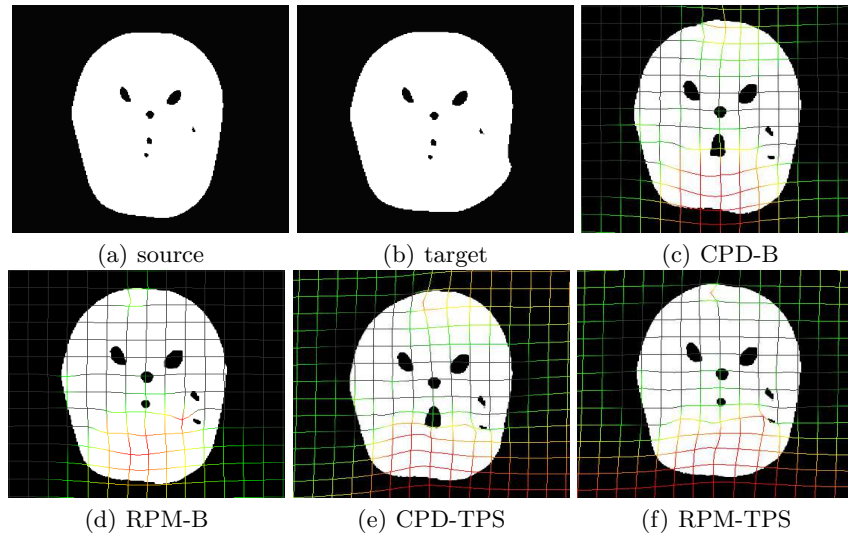 (a) source
(b) target
(c) CPD-B
(d) RPM-B
(e) CPD-TPS
(f) RPM-TPS